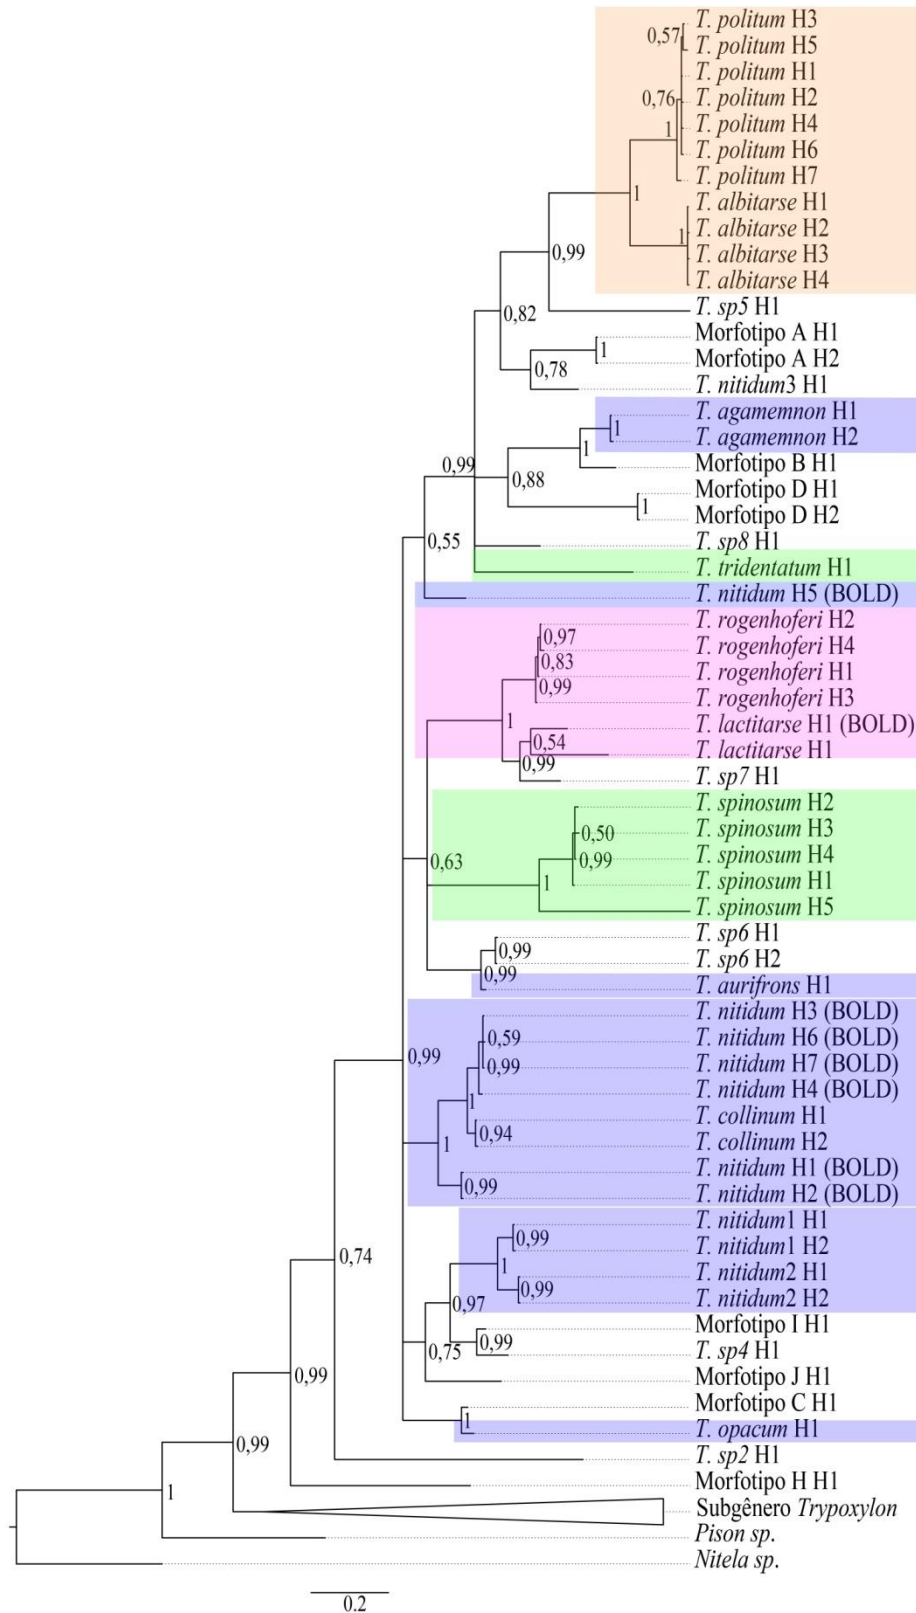 T. politum H3
0,57
T. politum H5
T. politum H1
0,76
T. politum H2
1
T. politum H4
T. politum H6
T. politum H7
1
T. albitarse H1
T. albitarse H2
1
T. albitarse H3
0,99
T. albitarse H4
0,82
T. sp5 H1
Morfotipo A H1
1
Morfotipo A H2
0,78
T. nitidum3 H1
T. agamemnon H1
1
T. agamemnon H2
1
0,99
Morfotipo B H1
0,88
Morfotipo D H1
1
Morfotipo D H2
0,55
T. sp8 H1
T. tridentatum H1
T. nitidum H5 (BOLD)
T. rogenhoferi H2
0,97
T. rogenhoferi H4
0,83
T. rogenhoferi H1
0,99
T. rogenhoferi H3
1
T. lactitarse H1 (BOLD)
0,54
T. lactitarse H1
0,99
T. sp7 H1
T. spinosum H2
0,50
T. spinosum H3
0,63
0,99
T. spinosum H4
1
T. spinosum H1
T. spinosum H5
T. sp6 H1
0,99
T. sp6 H2
0,99
T. aurifrons H1
T. nitidum H3 (BOLD)
0,59
T. nitidum H6 (BOLD)
0,99
0,99
T. nitidum H7 (BOLD)
T. nitidum H4 (BOLD)
1
T. collinum H1
0,94
T. collinum H2
1
T. nitidum H1 (BOLD)
0,99
T. nitidum H2 (BOLD)
T. nitidum1 H1
0,99
T. nitidum1 H2
0,74
1
T. nitidum2 H1
0,99
T. nitidum2 H2
0,97
Morfotipo I H1
0,99
T. sp4 H1
0,75
Morfotipo J H1
0,99
Morfotipo C H1
1
T. opacum H1
0,99
T. sp2 H1
Morfotipo H H1
1
Subgênero Trypoxylon
Pison sp.
Nitela sp.
0.2